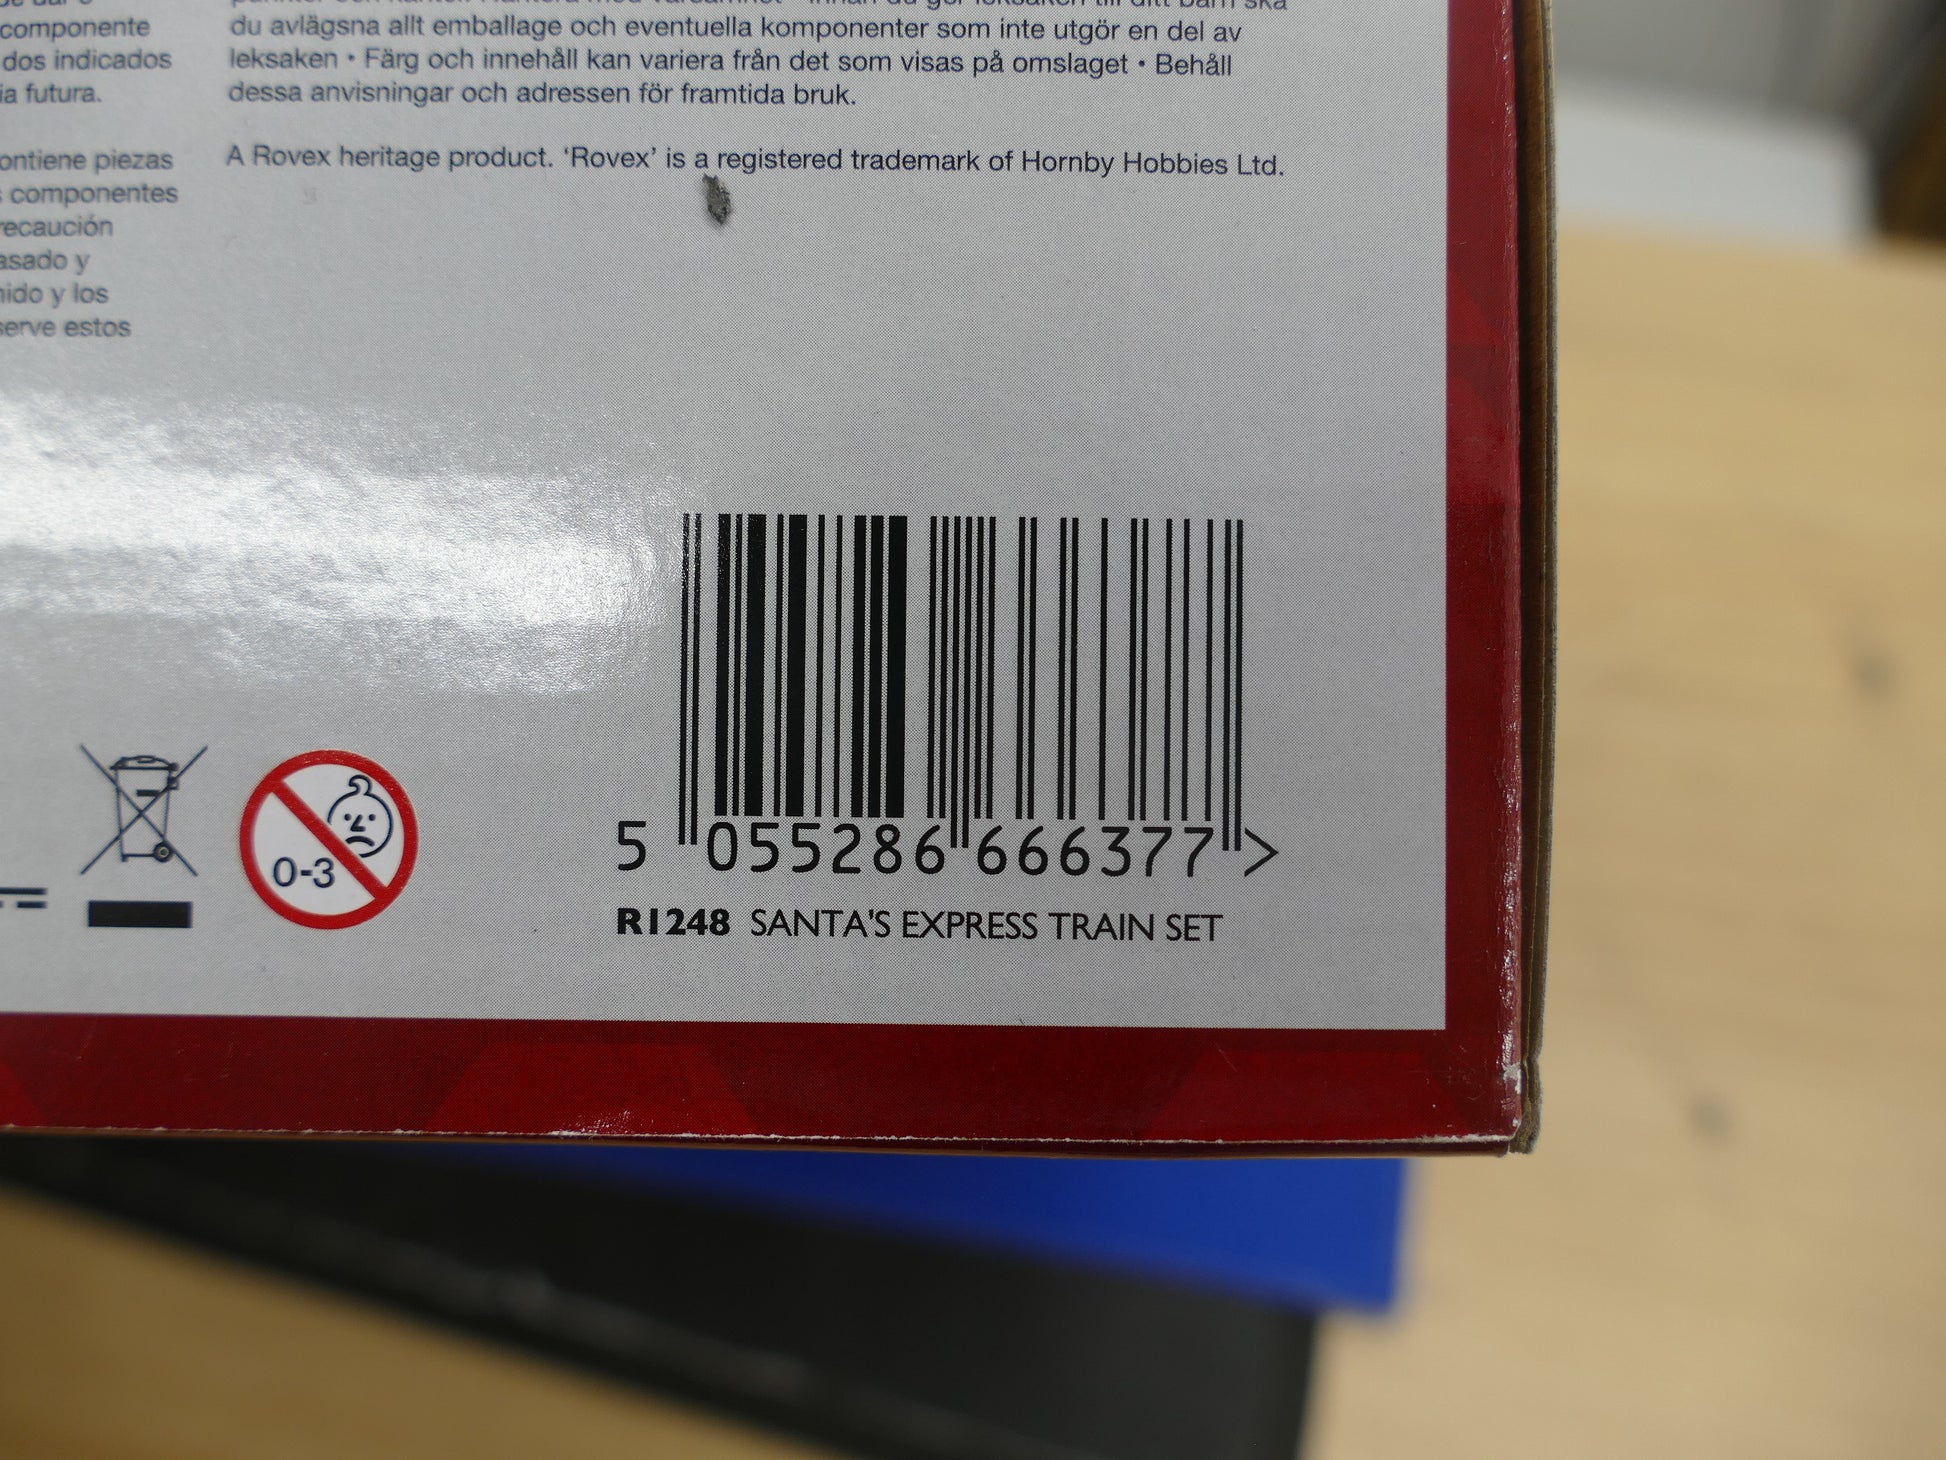 componente
dos indicados
ia futura.
ontiene piezas
componentes
recaución
asado y
nido y los
serve estos
du avlägsna allt emballage och eventuella komponenter som inte utgör en del av
leksaken • Färg och innehåll kan variera från det som visas på omslaget • Behåll
dessa anvisningar och adressen för framtida bruk.
A Rovex heritage product. ‘Rovex’ is a registered trademark of Hornby Hobbies Ltd.
0-3
5 055286 666377 >
R1248 SANTA'S EXPRESS TRAIN SET